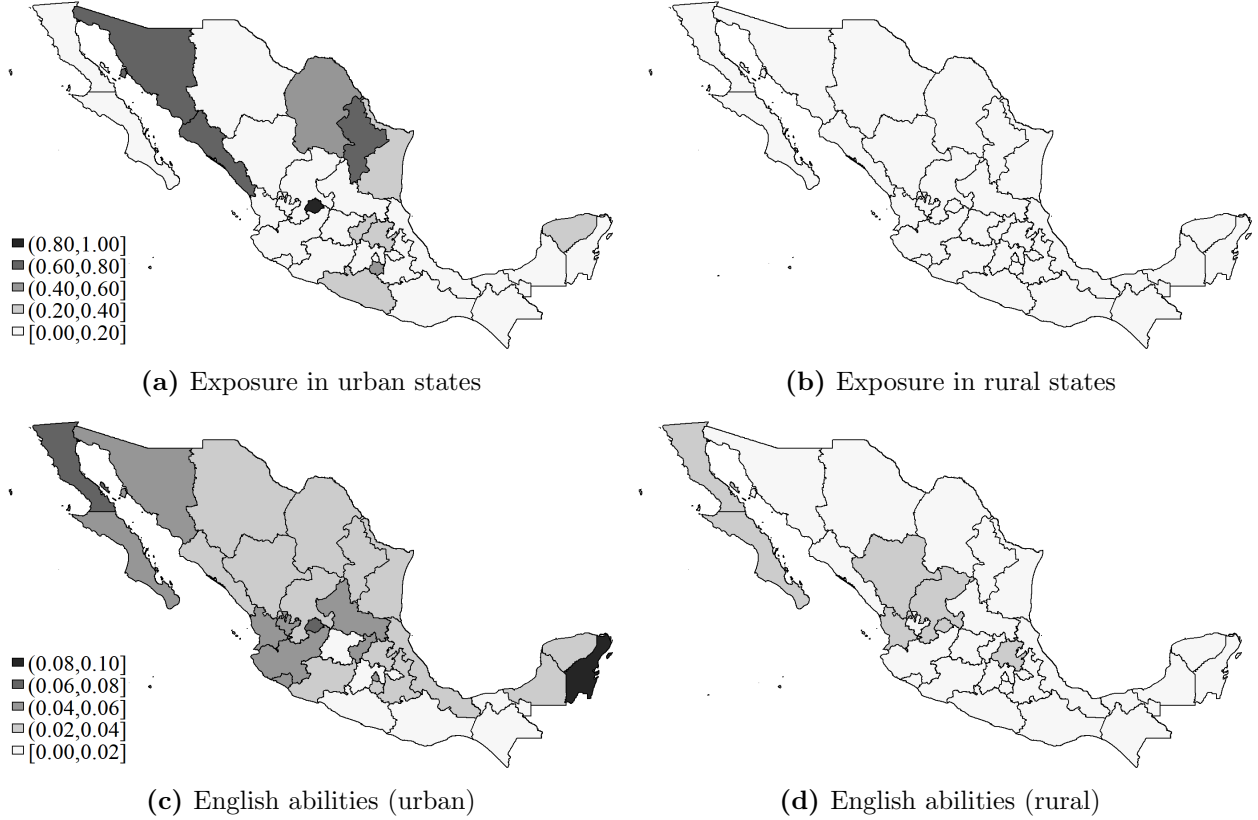 (0.80,1.00]
(0.60,0.80]
(0.40,0.60]
(0.20,0.40]
[0.00,0.20]
(a) Exposure in urban states
(b) Exposure in rural states
(0.08,0.10]
(0.06,0.08]
(0.04,0.06]
(0.02,0.04]
[0.00,0.02]
(c) English abilities (urban)
(d) English abilities (rural)